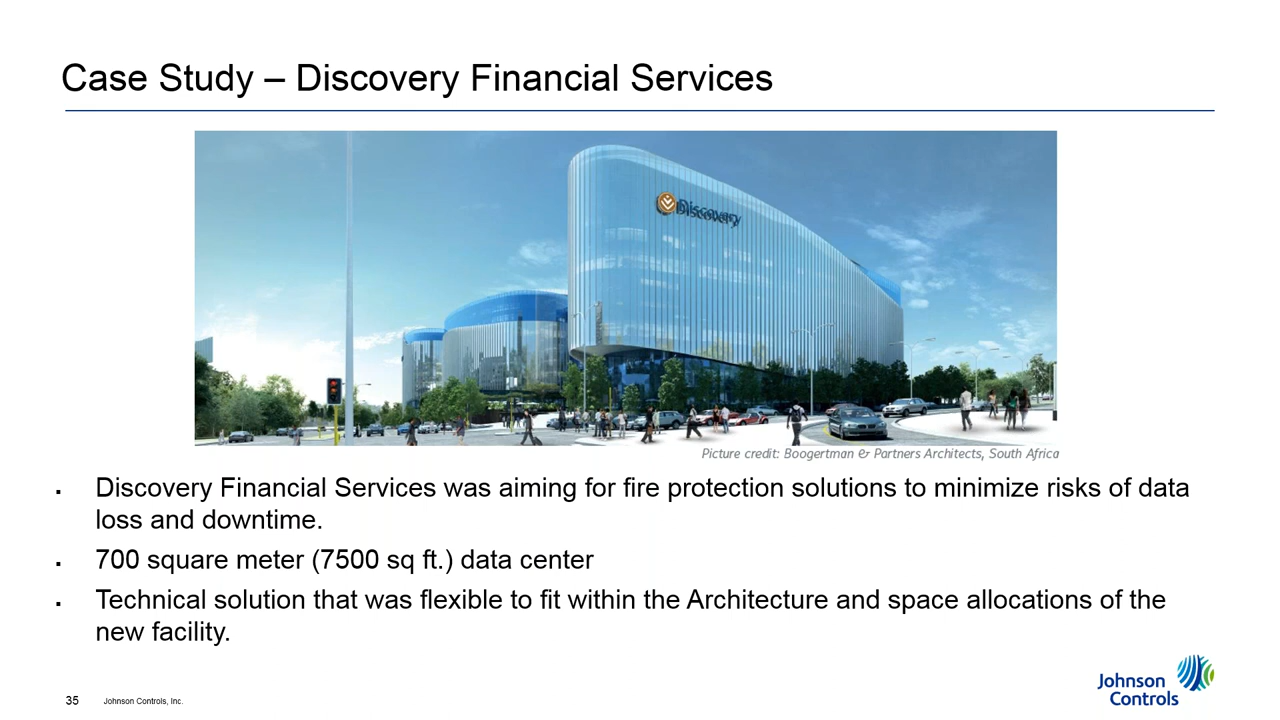 Case Study – Discovery Financial Services
Discovery
Picture credit: Boogertman & Partners Architects, South Africa
▪ Discovery Financial Services was aiming for fire protection solutions to minimize risks of data
loss and downtime.
▪ 700 square meter (7500 sq ft.) data center
▪ Technical solution that was flexible to fit within the Architecture and space allocations of the
new facility.
Johnson
Controls
35 Johnson Controls, Inc.